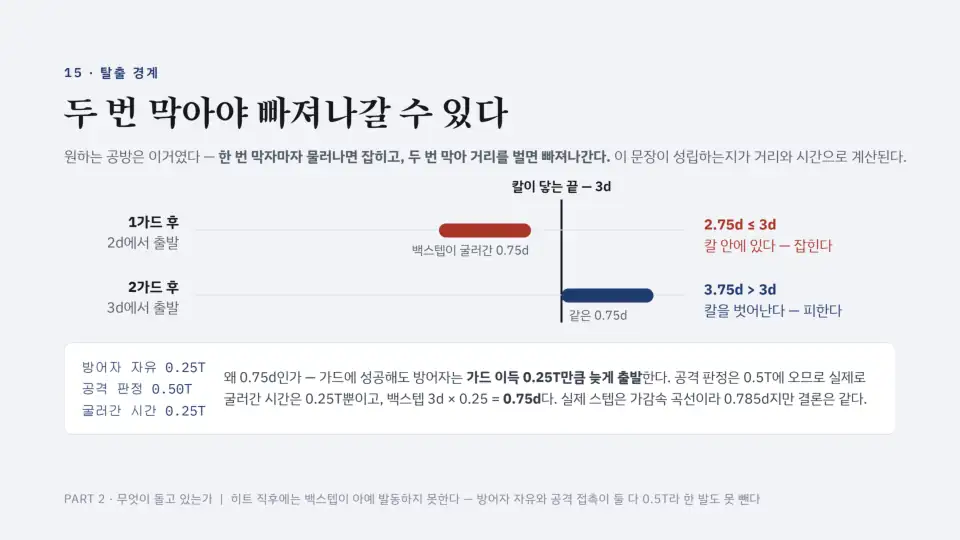 15 · 탈출 경계
두 번 막아야 빠져나갈 수 있다
원하는 공방은 이거였다 — 한 번 막자마자 물러나면 잡히고, 두 번 막아 거리를 벌면 빠져나간다. 이 문장이 성립하는지가 거리와 시간으로 계산된다.
칼이 닿는 끝 — 3d
1가드 후
2d에서 출발
백스텝이 굴러간 0.75d
2.75d ≤ 3d
칼 안에 있다 — 잡힌다
2가드 후
3d에서 출발
같은 0.75d
3.75d > 3d
칼을 벗어난다 — 피한다
방어자 자유 0.25T
공격 판정 0.50T
굴러간 시간 0.25T
왜 0.75d인가 — 가드에 성공해도 방어자는 가드 이득 0.25T만큼 늦게 출발한다. 공격 판정은 0.5T에 오므로 실제로
굴러간 시간은 0.25T뿐이고, 백스텝 3d × 0.25 = 0.75d다. 실제 스텝은 가감속 곡선이라 0.785d지만 결론은 같다.
PART 2 · 무엇이 돌고 있는가 | 히트 직후에는 백스텝이 아예 발동하지 못한다 — 방어자 자유와 공격 접촉이 둘 다 0.5T라 한 발도 못 뺀다